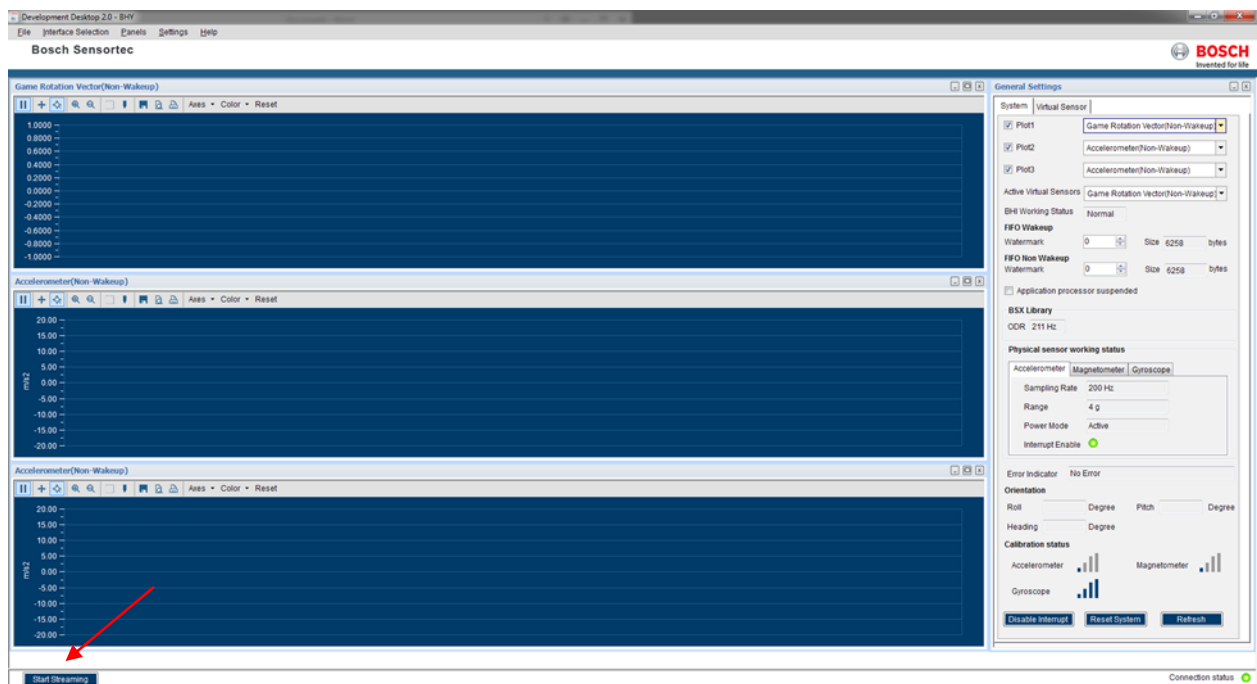 Development Desktop 2.0 - BHY
File Interface Selection Panels Settings Help
Bosch Sensortec
BOSCH
Invented for life
Game Rotation Vector(Non-Wakeup)
Axes Color Reset
1.0000
0.8000
0.6000
0.4000
0.2000
0.0000
-0.2000
-0.4000
-0.6000
-0.8000
-1.0000
Accelerometer(Non-Wakeup)
Axes Color Reset
20.00
15.00
10.00
5.00
0.00
-5.00
-10.00
-15.00
-20.00
m/s2
Accelerometer(Non-Wakeup)
Axes Color Reset
20.00
15.00
10.00
5.00
0.00
-5.00
-10.00
-15.00
-20.00
m/s2
Start Streaming
General Settings
System Virtual Sensor
Plot1 Game Rotation Vector(Non-Wakeup)
Plot2 Accelerometer(Non-Wakeup)
Plot3 Accelerometer(Non-Wakeup)
Active Virtual Sensors Game Rotation Vector(Non-Wakeup)
BHI Working Status Normal
FIFO Wakeup
Watermark 0 Size 6258 bytes
FIFO Non Wakeup
Watermark 0 Size 6258 bytes
Application processor suspended
BSX Library
ODR 211 Hz
Physical sensor working status
Accelerometer Magnetometer Gyroscope
Sampling Rate 200 Hz
Range 4 g
Power Mode Active
Interrupt Enable
Error Indicator No Error
Orientation
Roll Degree Pitch Degree
Heading Degree
Calibration status
Accelerometer Magnetometer
Gyroscope
Disable Interrupt Reset System Refresh
Connection status